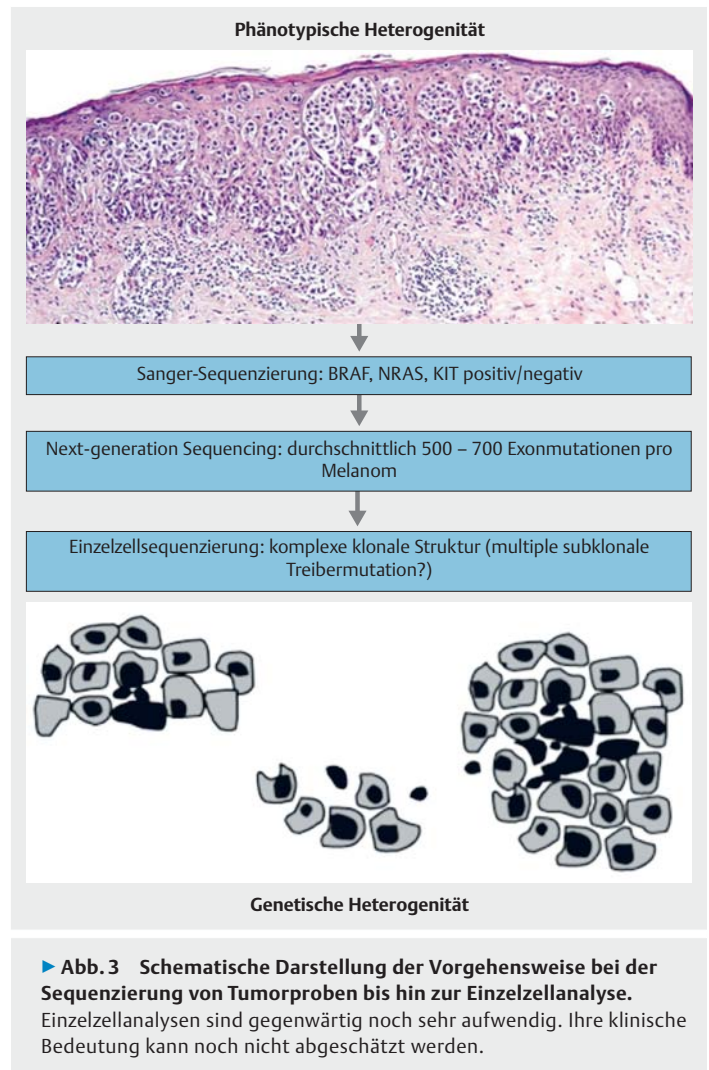 Phänotypische Heterogenität
Sanger-Sequenzierung: BRAF, NRAS, KIT positiv/negativ
Next-generation Sequencing: durchschnittlich 500 – 700 Exonmutationen pro
Melanom
Einzelzellsequenzierung: komplexe klonale Struktur (multiple subklonale
Treibermutation?)
Genetische Heterogenität
▶ Abb. 3 Schematische Darstellung der Vorgehensweise bei der
Sequenzierung von Tumorproben bis hin zur Einzelzellanalyse.
Einzelzellanalysen sind gegenwärtig noch sehr aufwendig. Ihre klinische
Bedeutung kann noch nicht abgeschätzt werden.